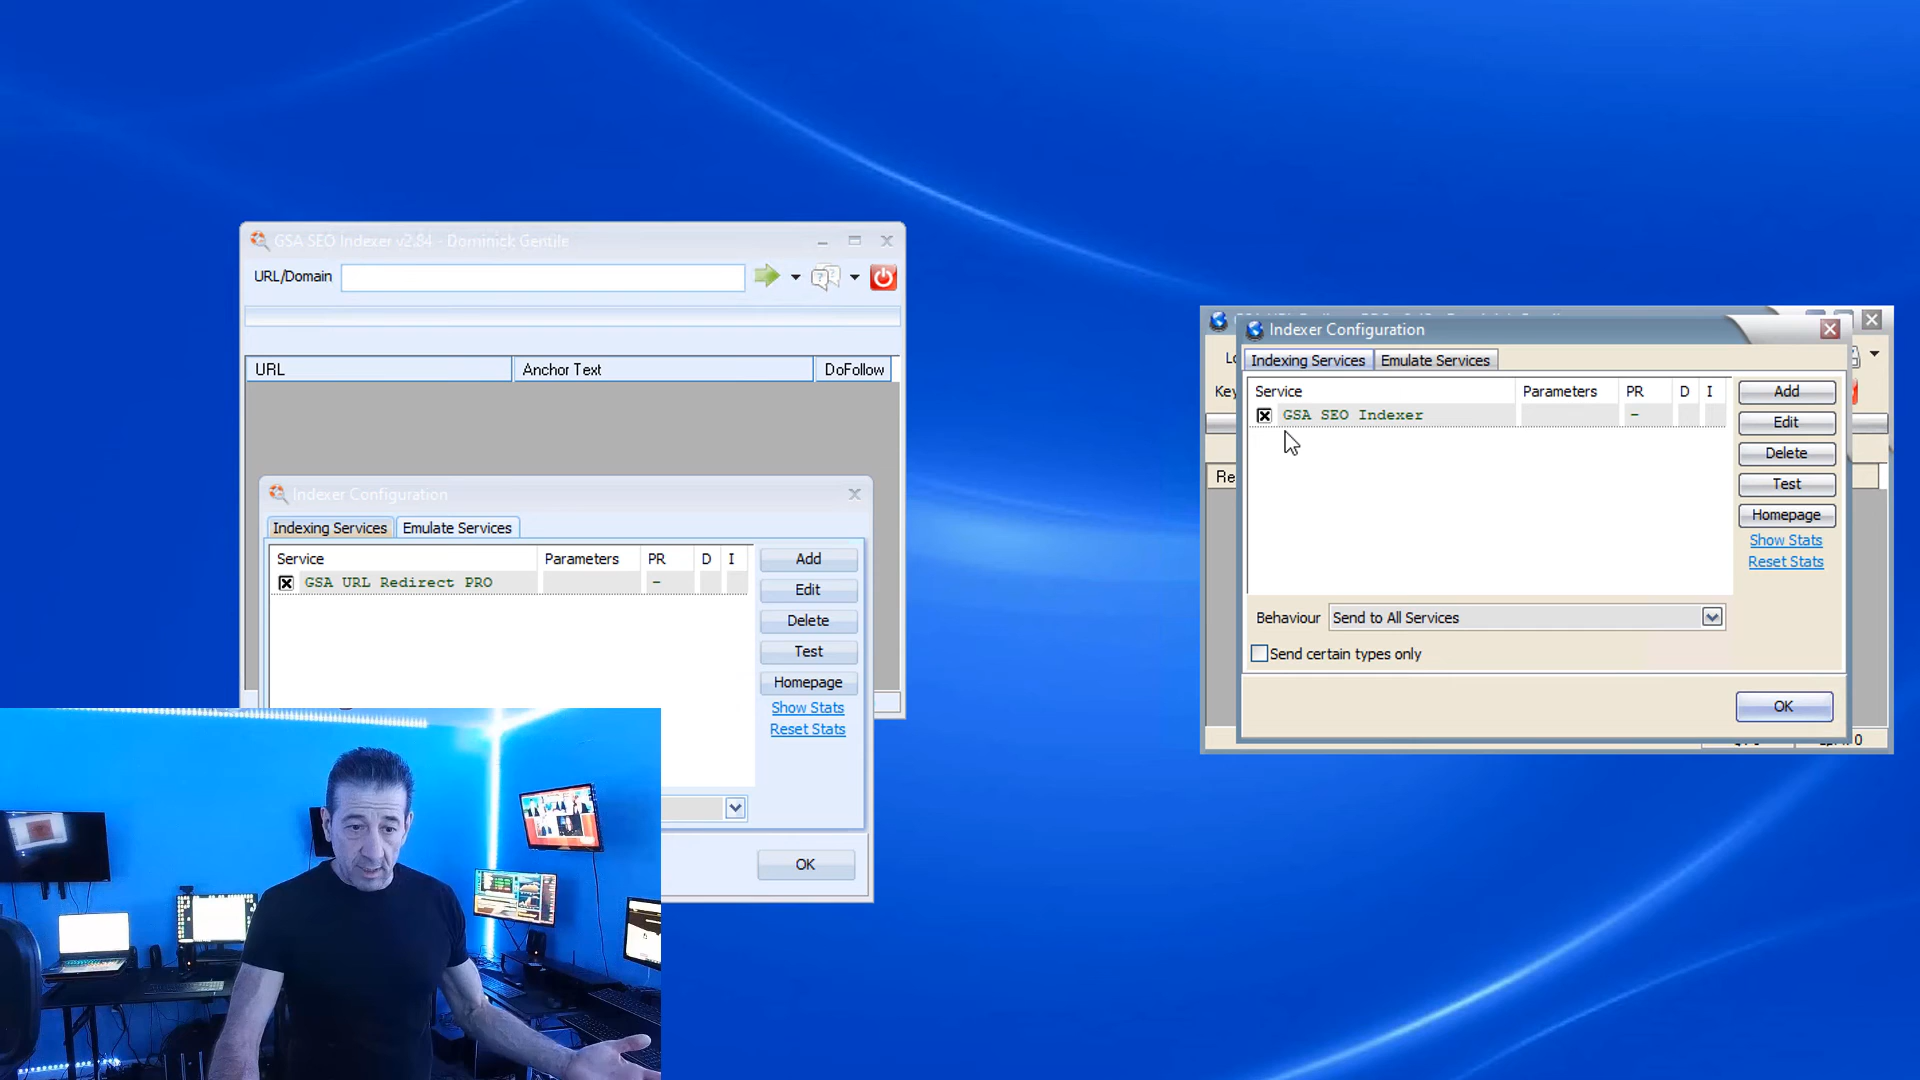 GSA SEO Indexer v2.84 - Dominick Gentile
URL/Domain
URL
Anchor Text
DoFollow
Indexer Configuration
Indexing Services
Emulate Services
Service
Parameters
PR
D
I
GSA URL Redirect PRO
-
Add
Edit
Delete
Test
Homepage
Show Stats
Reset Stats
OK
Indexer Configuration
Indexing Services
Emulate Services
Key
Re
Service
Parameters
PR
D
I
GSA SEO Indexer
-
Add
Edit
Delete
Test
Homepage
Show Stats
Reset Stats
Behaviour
Send to All Services
Send certain types only
OK